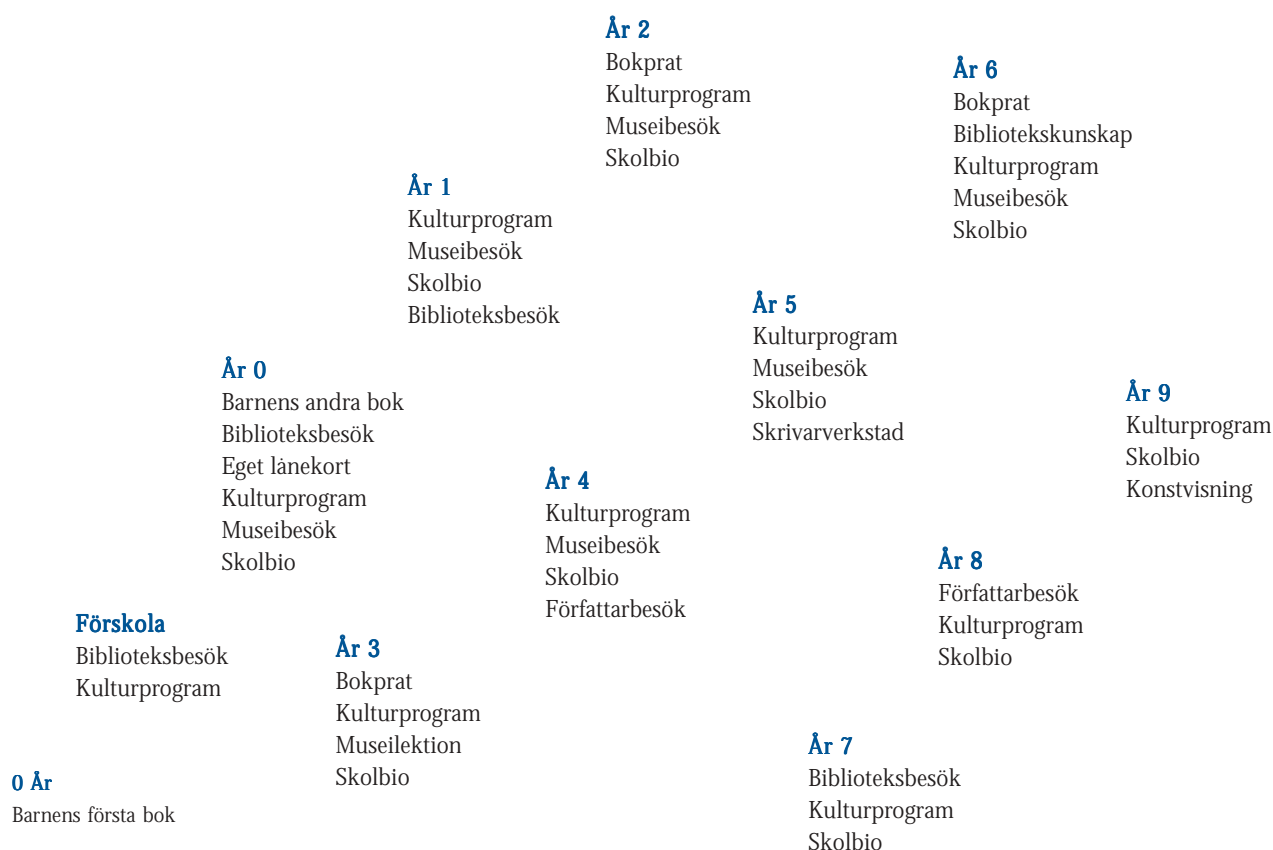 År 2
Bokprat
Kulturprogram
Museibesök
Skolbio
År 6
Bokprat
Bibliotekskunskap
Kulturprogram
Museibesök
Skolbio
År 1
Kulturprogram
Museibesök
Skolbio
Biblioteksbesök
År 5
Kulturprogram
Museibesök
Skolbio
Skrivarverkstad
År 0
Barnens andra bok
Biblioteksbesök
Eget lånekort
Kulturprogram
Museibesök
Skolbio
År 9
Kulturprogram
Skolbio
Konstvisning
År 4
Kulturprogram
Museibesök
Skolbio
Författarbesök
År 8
Författarbesök
Kulturprogram
Skolbio
Förskola
Biblioteksbesök
Kulturprogram
År 3
Bokprat
Kulturprogram
Museilektion
Skolbio
År 7
Biblioteksbesök
Kulturprogram
Skolbio
0 År
Barnens första bok